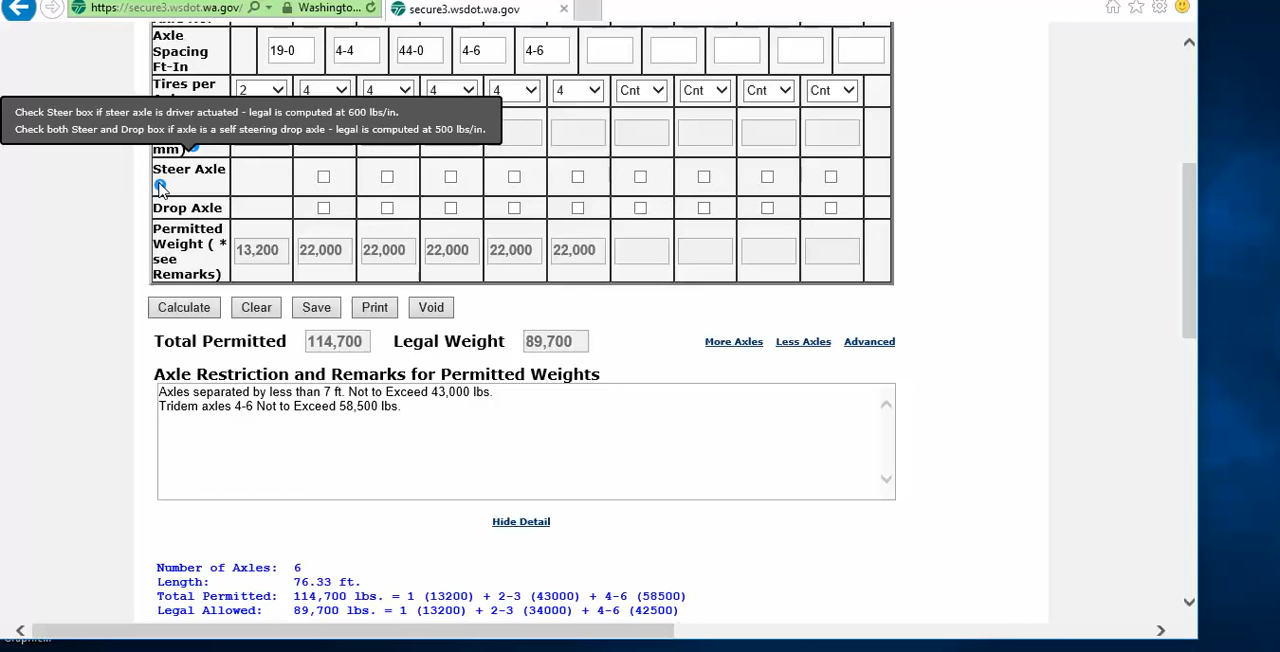 https://secure3.wsdot.wa.gov/
Washingto...
secure3.wsdot.wa.gov
Axle
Spacing
Ft-In
19-0
4-4
44-0
4-6
4-6
Tires per
2
4
4
4
4
4
Cnt
Cnt
Cnt
Cnt
Check Steer box if steer axle is driver actuated - legal is computed at 600 lbs/in.
Check both Steer and Drop box if axle is a self steering drop axle - legal is computed at 500 lbs/in.
mm)
Steer Axle
Drop Axle
Permitted
Weight ( *
see
Remarks)
13,200
22,000
22,000
22,000
22,000
22,000
Calculate
Clear
Save
Print
Void
Total Permitted
114,700
Legal Weight
89,700
More Axles
Less Axles
Advanced
Axle Restriction and Remarks for Permitted Weights
Axles separated by less than 7 ft. Not to Exceed 43,000 lbs.
Tridem axles 4-6 Not to Exceed 58,500 lbs.
Hide Detail
Number of Axles: 6
Length: 76.33 ft.
Total Permitted: 114,700 lbs. = 1 (13200) + 2-3 (43000) + 4-6 (58500)
Legal Allowed: 89,700 lbs. = 1 (13200) + 2-3 (34000) + 4-6 (42500)